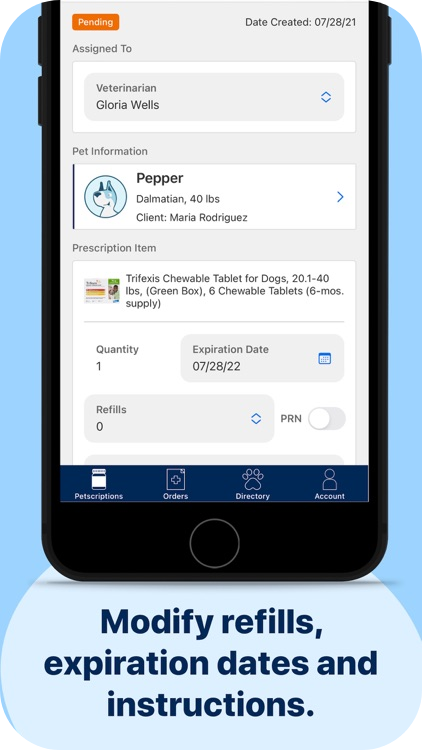 Pending
Date Created: 07/28/21
Assigned To
Veterinarian
Gloria Wells
Pet Information
Pepper
Dalmatian, 40 lbs
Client: Maria Rodriguez
Prescription Item
Trifexis Chewable Tablet for Dogs, 20.1-40
lbs, (Green Box), 6 Chewable Tablets (6-mos.
supply)
Quantity
1
Expiration Date
07/28/22
Refills
0
PRN
Petscriptions
Orders
Directory
Account
Modify refills,
expiration dates and
instructions.